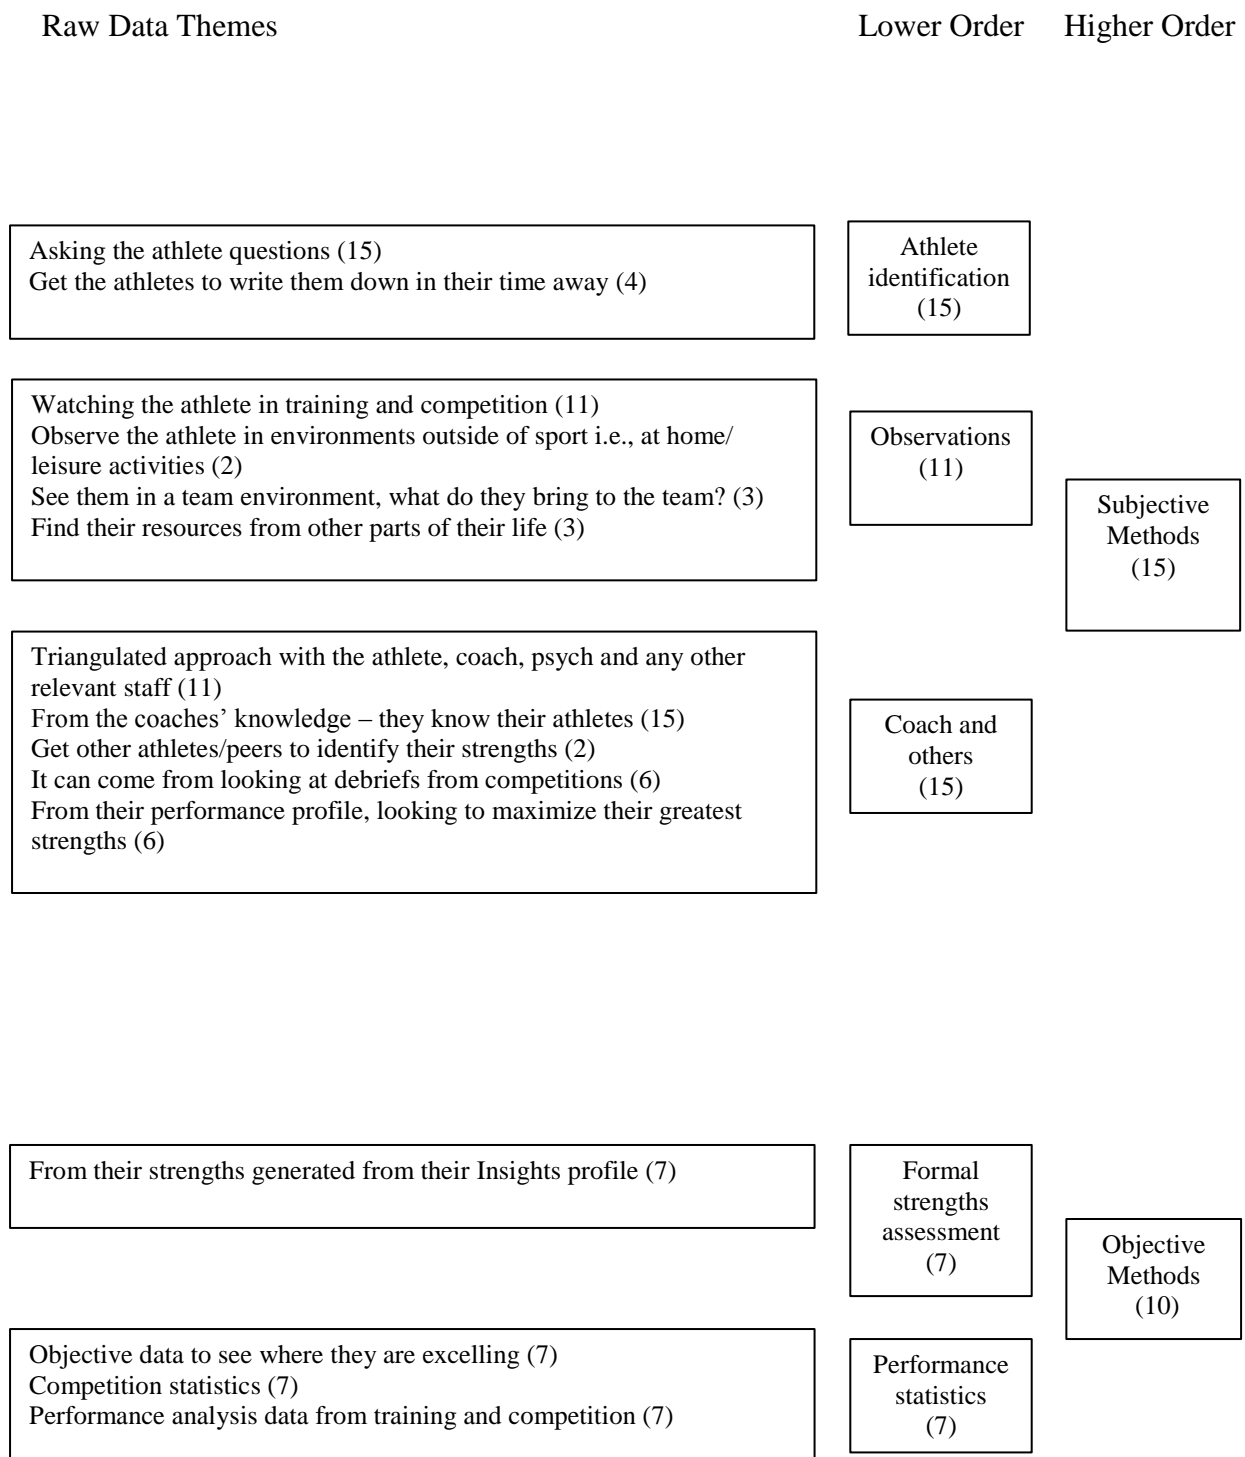 Raw Data Themes
Lower Order
Higher Order
Asking the athlete questions (15)
Get the athletes to write them down in their time away (4)
Athlete
identification
(15)
Watching the athlete in training and competition (11)
Observe the athlete in environments outside of sport i.e., at home/
leisure activities (2)
See them in a team environment, what do they bring to the team? (3)
Find their resources from other parts of their life (3)
Observations
(11)
Subjective
Methods
(15)
Triangulated approach with the athlete, coach, psych and any other
relevant staff (11)
From the coaches’ knowledge – they know their athletes (15)
Get other athletes/peers to identify their strengths (2)
It can come from looking at debriefs from competitions (6)
From their performance profile, looking to maximize their greatest
strengths (6)
Coach and
others
(15)
From their strengths generated from their Insights profile (7)
Formal
strengths
assessment
(7)
Objective
Methods
(10)
Objective data to see where they are excelling (7)
Competition statistics (7)
Performance analysis data from training and competition (7)
Performance
statistics
(7)